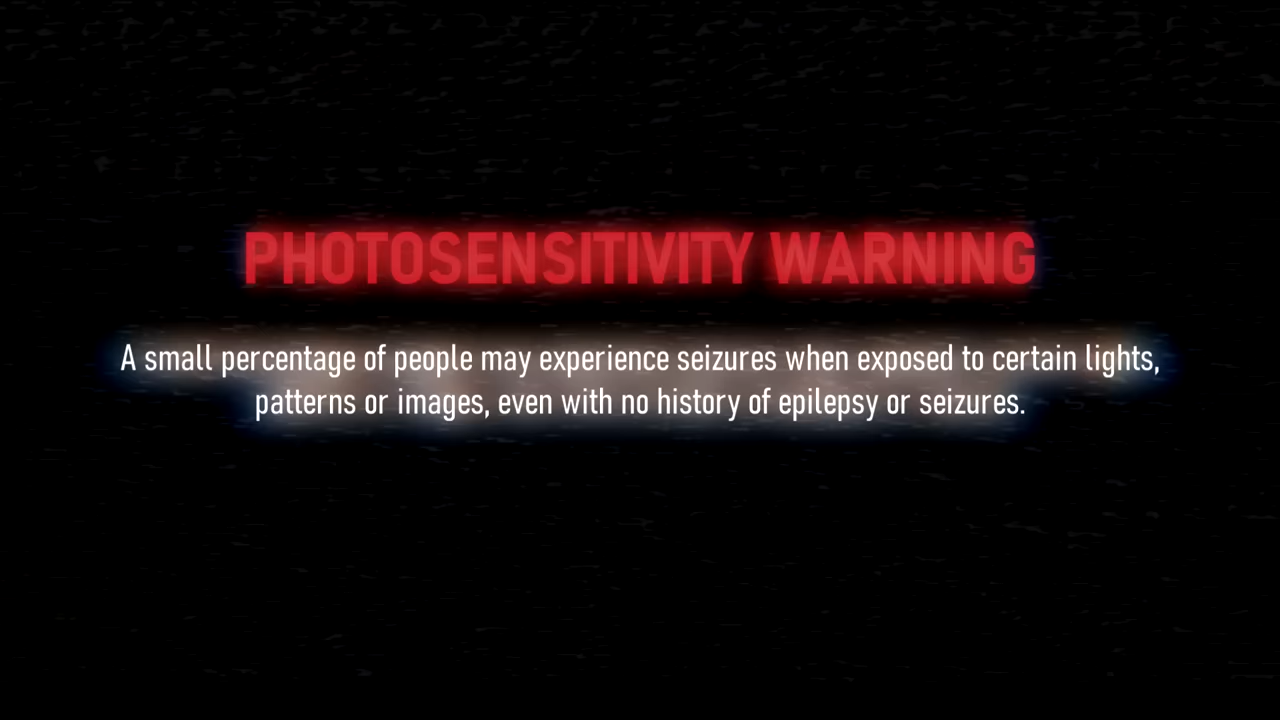 PHOTOSENSITIVITY WARNING
A small percentage of people may experience seizures when exposed to certain lights,
patterns or images, even with no history of epilepsy or seizures.